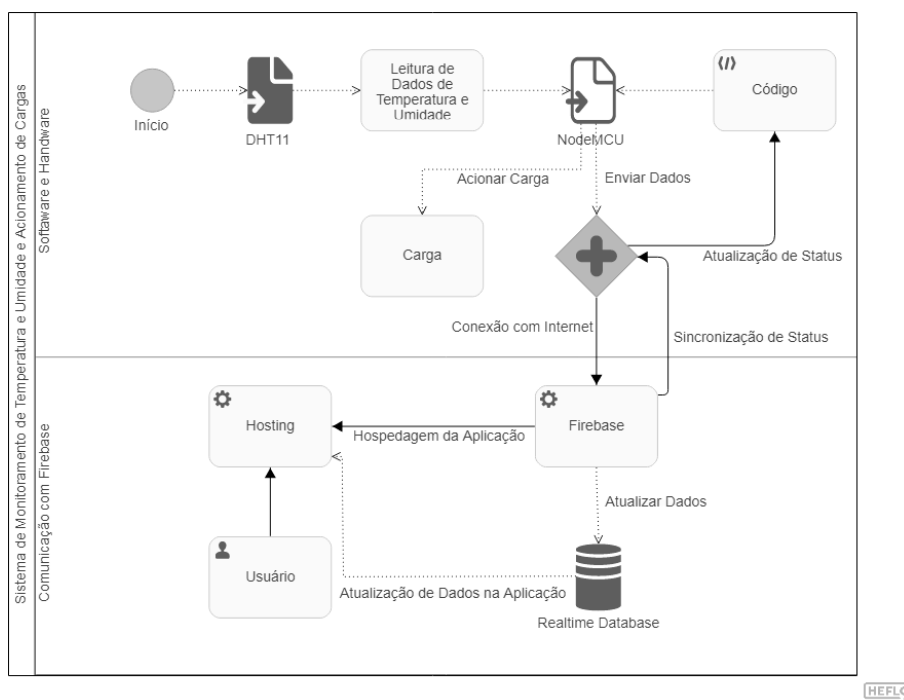 Sistema de Monitoramento de Temperatura e Umidade e Acionamento de Cargas
Softaware e Hardware
Início
DHT11
Leitura de
Dados de
Temperatura e
Umidade
NodeMCU
Código
Acionar Carga
Enviar Dados
Carga
Atualização de Status
Conexão com Internet
Sincronização de Status
Comunicação com Firebase
Hosting
Hospedagem da Aplicação
Firebase
Atualizar Dados
Usuário
Atualização de Dados na Aplicação
Realtime Database